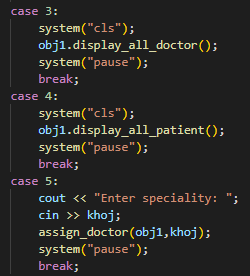 case 3:
    system("cls");
    obj1.display_all_doctor();
    system("pause");
    break;
case 4:
    system("cls");
    obj1.display_all_patient();
    system("pause");
    break;
case 5:
    cout << "Enter speciality: ";
    cin >> khoj;
    assign_doctor(obj1,khoj);
    system("pause");
    break;